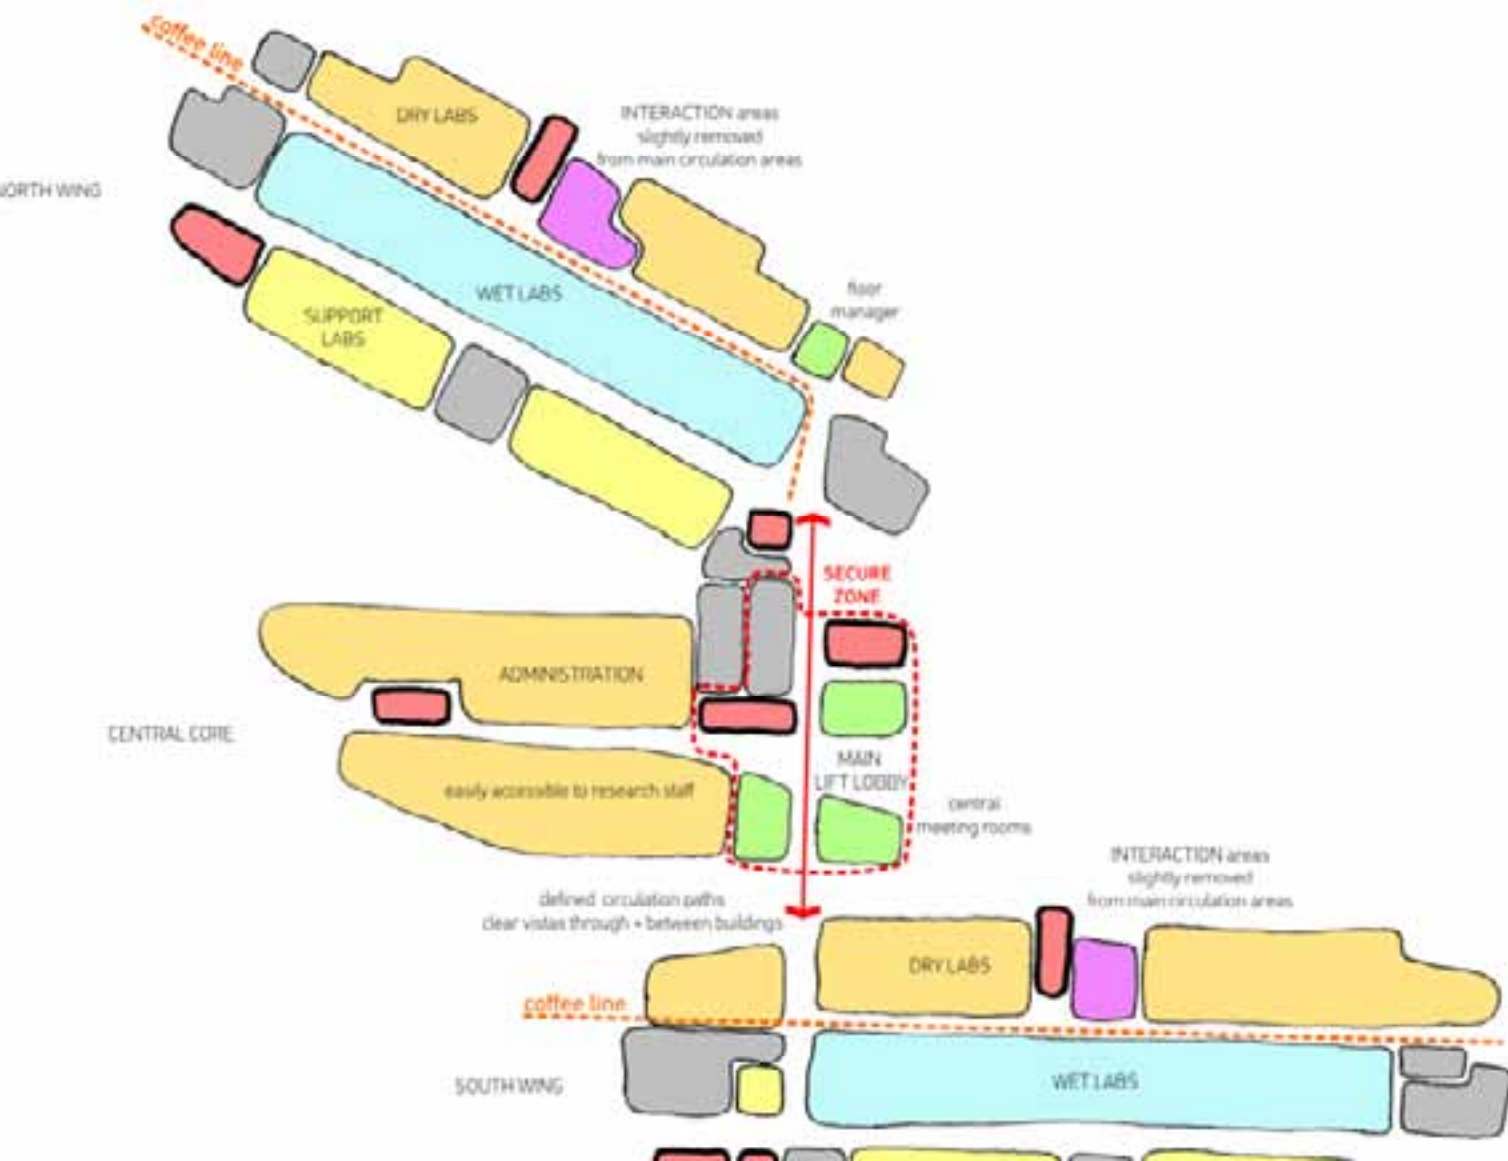 coffee line
DRY LABS
INTERACTION areas
slightly removed
from main circulation areas
NORTH WING
WET LABS
floor
manager
SUPPORT
LABS
SECURE
ZONE
ADMINISTRATION
CENTRAL CORE
MAIN
LIFT LOBBY
easily accessible to research staff
central
meeting rooms
INTERACTION areas
slightly removed
from main circulation areas
defined circulation paths
clear vistas through + between buildings
DRY LABS
coffee line
SOUTH WING
WET LABS